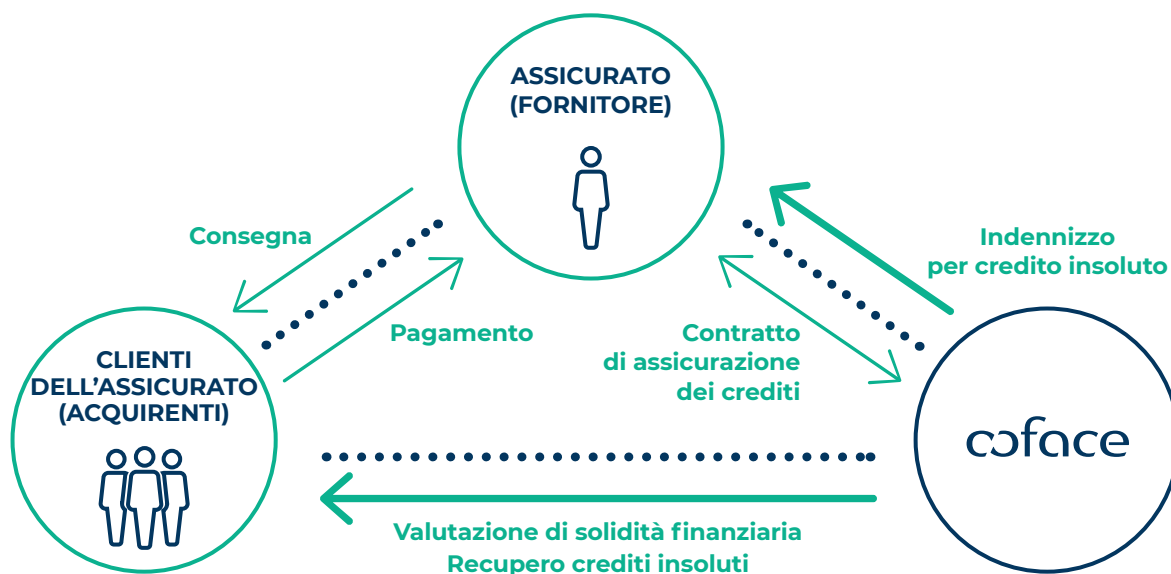 ASSICURATO
(FORNITORE)
Consegna
Indennizzo
per credito insoluto
Pagamento
Contratto
di assicurazione
dei crediti
CLIENTI
DELL’ASSICURATO
(ACQUIRENTI)
coface
Valutazione di solidità finanziaria
Recupero crediti insoluti